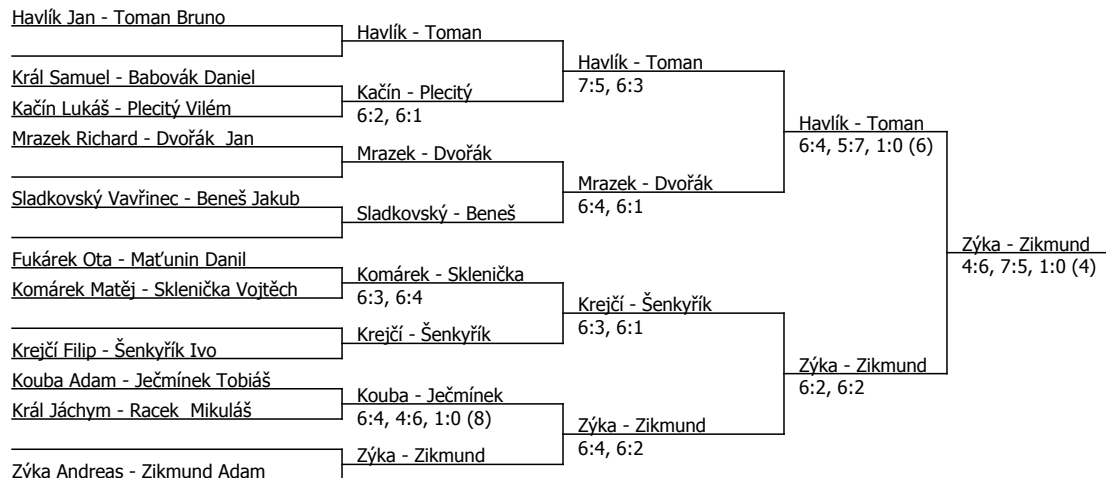 Havlík Jan - Toman Bruno
Král Samuel - Babovák Daniel
Kačín Lukáš - Plecitý Vilém
Mrazek Richard - Dvořák  Jan
Sladkovský Vavřinec - Beneš Jakub
Fukárek Ota - Maťunin Danil
Komárek Matěj - Sklenička Vojtěch
Krejčí Filip - Šenkyřík Ivo
Kouba Adam - Ječmínek Tobiáš
Král Jáchym - Racek  Mikuláš
Zýka Andreas - Zikmund Adam
Havlík - Toman
Kačín - Plecitý
6:2, 6:1
Mrazek - Dvořák
Sladkovský - Beneš
Komárek - Sklenička
6:3, 6:4
Krejčí - Šenkyřík
Kouba - Ječmínek
6:4, 4:6, 1:0 (8)
Zýka - Zikmund
Havlík - Toman
7:5, 6:3
Mrazek - Dvořák
6:4, 6:1
Krejčí - Šenkyřík
6:3, 6:1
Zýka - Zikmund
6:4, 6:2
Havlík - Toman
6:4, 5:7, 1:0 (6)
Zýka - Zikmund
6:2, 6:2
Zýka - Zikmund
4:6, 7:5, 1:0 (4)